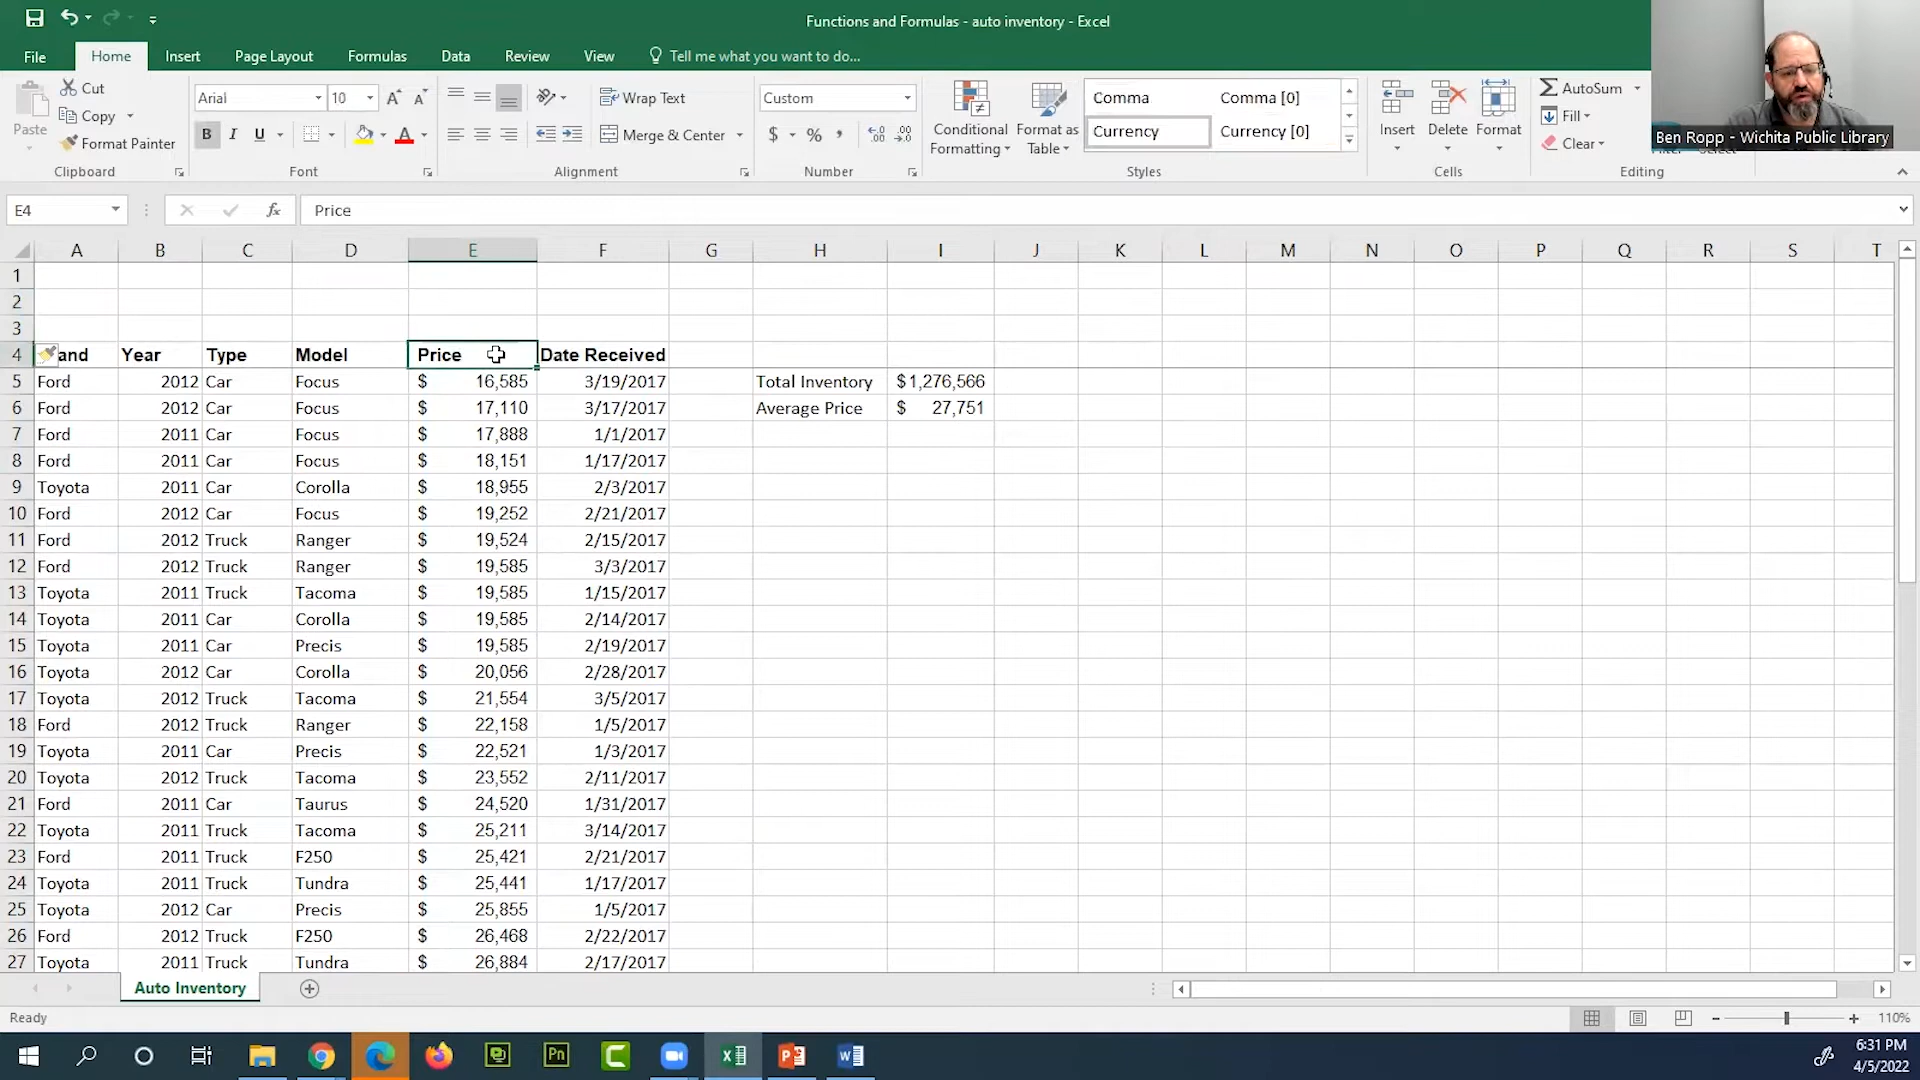 Functions and Formulas - auto inventory - Excel
File Home Insert Page Layout Formulas Data Review View Tell me what you want to do...
Paste Cut Copy Format Painter Clipboard
Arial 10 A A B I U A Font
Wrap Text Merge & Center Alignment
Custom $ % , Number
Conditional Formatting Format as Table Comma Comma [0] Currency Currency [0] Styles
Insert Delete Format Cells
AutoSum Fill Clear Editing
Ben Ropp - Wichita Public Library
E4 fx Price
A B C D E F G H I J K L M N O P Q R S T
1
2
3
4 and Year Type Model Price Date Received
5 Ford 2012 Car Focus $ 16,585 3/19/2017 Total Inventory $1,276,566
6 Ford 2012 Car Focus $ 17,110 3/17/2017 Average Price $ 27,751
7 Ford 2011 Car Focus $ 17,888 1/1/2017
8 Ford 2011 Car Focus $ 18,151 1/17/2017
9 Toyota 2011 Car Corolla $ 18,955 2/3/2017
10 Ford 2012 Car Focus $ 19,252 2/21/2017
11 Ford 2012 Truck Ranger $ 19,524 2/15/2017
12 Ford 2012 Truck Ranger $ 19,585 3/3/2017
13 Toyota 2011 Truck Tacoma $ 19,585 1/15/2017
14 Toyota 2011 Car Corolla $ 19,585 2/14/2017
15 Toyota 2011 Car Precis $ 19,585 2/19/2017
16 Toyota 2012 Car Corolla $ 20,056 2/28/2017
17 Toyota 2012 Truck Tacoma $ 21,554 3/5/2017
18 Ford 2012 Truck Ranger $ 22,158 1/5/2017
19 Toyota 2011 Car Precis $ 22,521 1/3/2017
20 Toyota 2012 Truck Tacoma $ 23,552 2/11/2017
21 Ford 2011 Car Taurus $ 24,520 1/31/2017
22 Toyota 2011 Truck Tacoma $ 25,211 3/14/2017
23 Ford 2011 Truck F250 $ 25,421 2/21/2017
24 Toyota 2011 Truck Tundra $ 25,441 1/17/2017
25 Toyota 2012 Car Precis $ 25,855 1/5/2017
26 Ford 2012 Truck F250 $ 26,468 2/22/2017
27 Toyota 2011 Truck Tundra $ 26,884 2/17/2017
Auto Inventory
Ready 110%
6:31 PM
4/5/2022